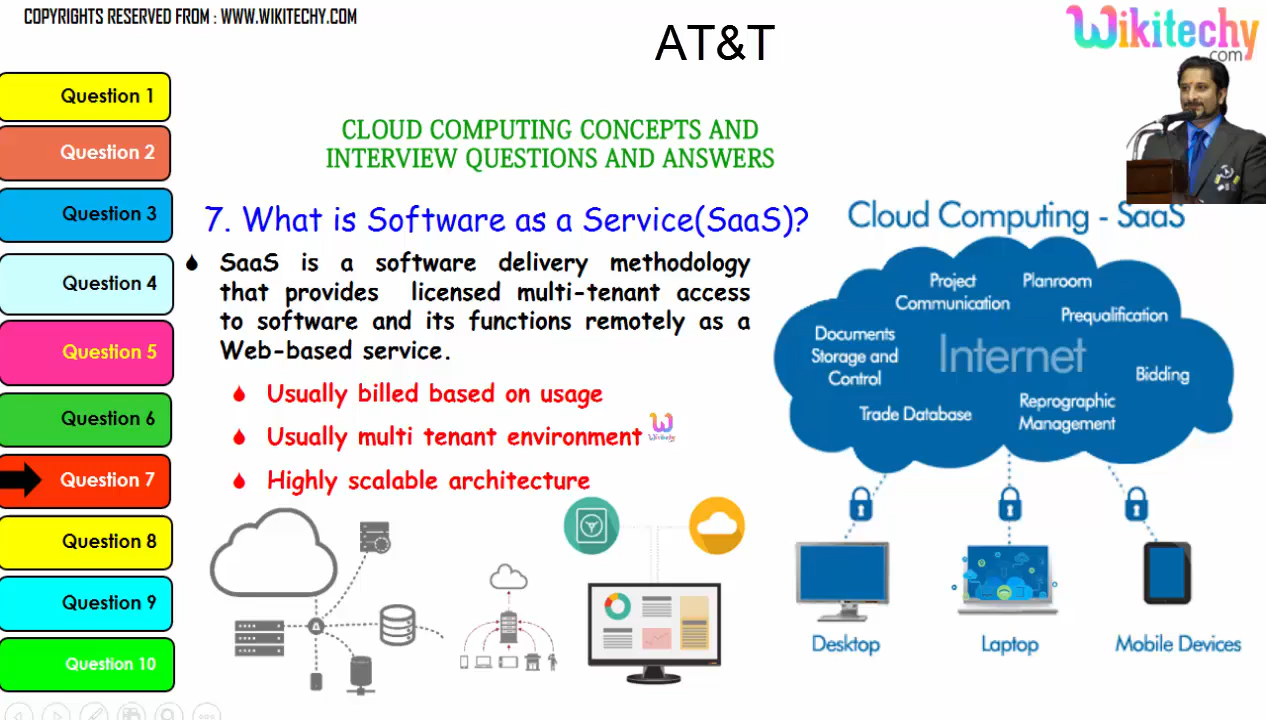 COPYRIGHTS RESERVED FROM : WWW.WIKITECHY.COM
AT&T
Wikitechy
.com
CLOUD COMPUTING CONCEPTS AND
INTERVIEW QUESTIONS AND ANSWERS
Question 1
Question 2
Question 3
Question 4
Question 5
Question 6
Question 7
Question 8
Question 9
Question 10
7. What is Software as a Service(SaaS)?
SaaS is a software delivery methodology
that provides licensed multi-tenant access
to software and its functions remotely as a
Web-based service.
Usually billed based on usage
Usually multi tenant environment
Wikitechy
Highly scalable architecture
Cloud Computing - SaaS
Project
Communication
Planroom
Prequalification
Documents
Storage and
Control
Internet
Bidding
Trade Database
Reprographic
Management
Desktop
Laptop
Mobile Devices